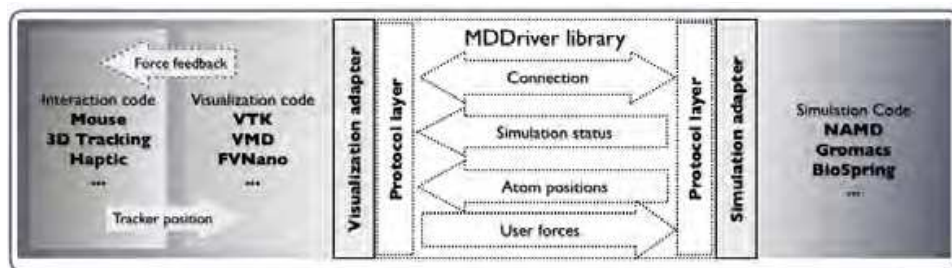 MDDriver library
Force feedback
Interaction code
Mouse
3D Tracking
Haptic
...
Tracker position
Visualization code
VTK
VMD
FVNano
...
Visualization adapter
Protocol layer
Connection
Simulation status
Atom positions
User forces
Protocol layer
Simulation adapter
Simulation Code
NAMD
Gromacs
BioSpring
...